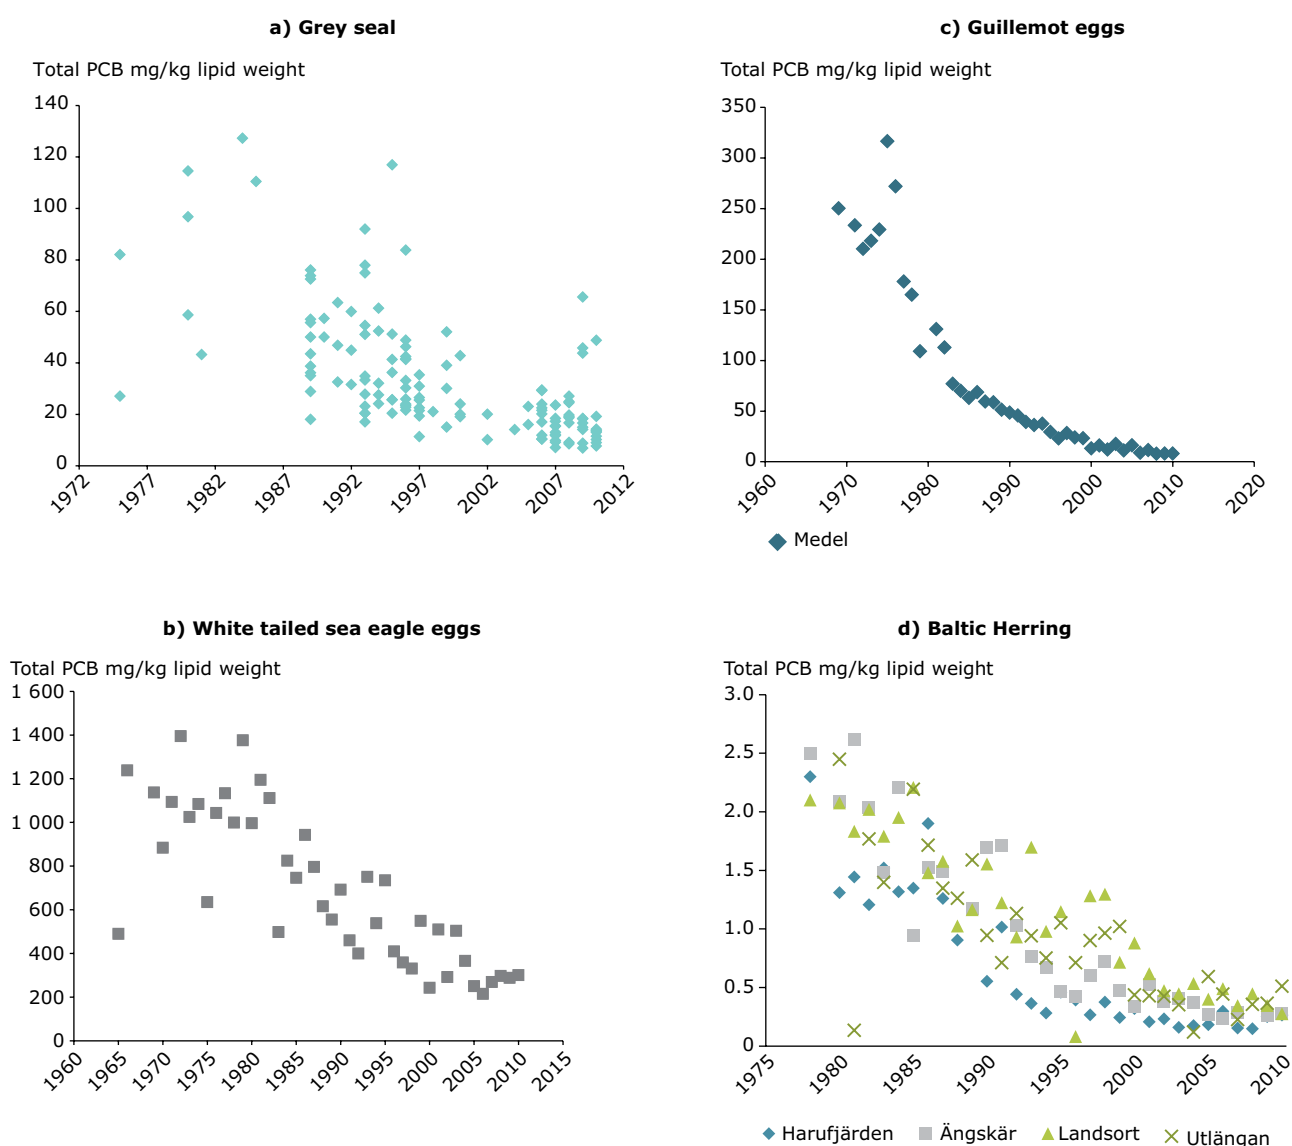 a) Grey seal
Total PCB mg/kg lipid weight
140
120
100
80
60
40
20
0
1972 1977 1982 1987 1992 1997 2002 2007 2012
c) Guillemot eggs
Total PCB mg/kg lipid weight
350
300
250
200
150
100
50
0
1960 1970 1980 1990 2000 2010 2020
Medel
b) White tailed sea eagle eggs
Total PCB mg/kg lipid weight
1 600
1 400
1 200
1 000
800
600
400
200
0
1960 1965 1970 1975 1980 1985 1990 1995 2000 2005 2010 2015
d) Baltic Herring
Total PCB mg/kg lipid weight
3.0
2.5
2.0
1.5
1.0
0.5
0
1975 1980 1985 1990 1995 2000 2005 2010
Harufjärden Ängskär Landsort Utlängan